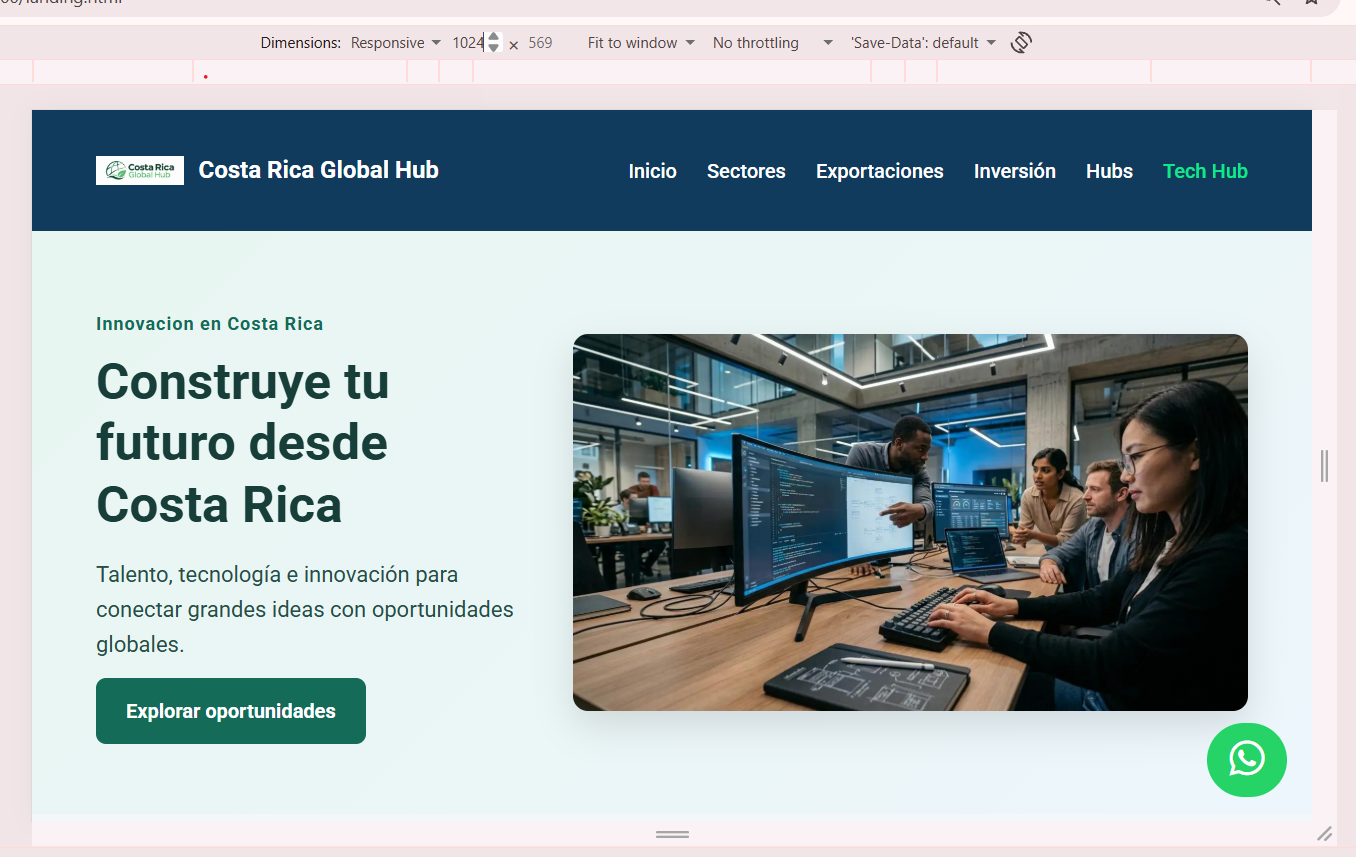 Dimensions: Responsive 1024 × 569 Fit to window No throttling 'Save-Data': default
Costa Rica
Global Hub
Costa Rica Global Hub
Inicio Sectores Exportaciones Inversión Hubs Tech Hub
Innovacion en Costa Rica
Construye tu
futuro desde
Costa Rica
Talento, tecnología e innovación para
conectar grandes ideas con oportunidades
globales.
Explorar oportunidades